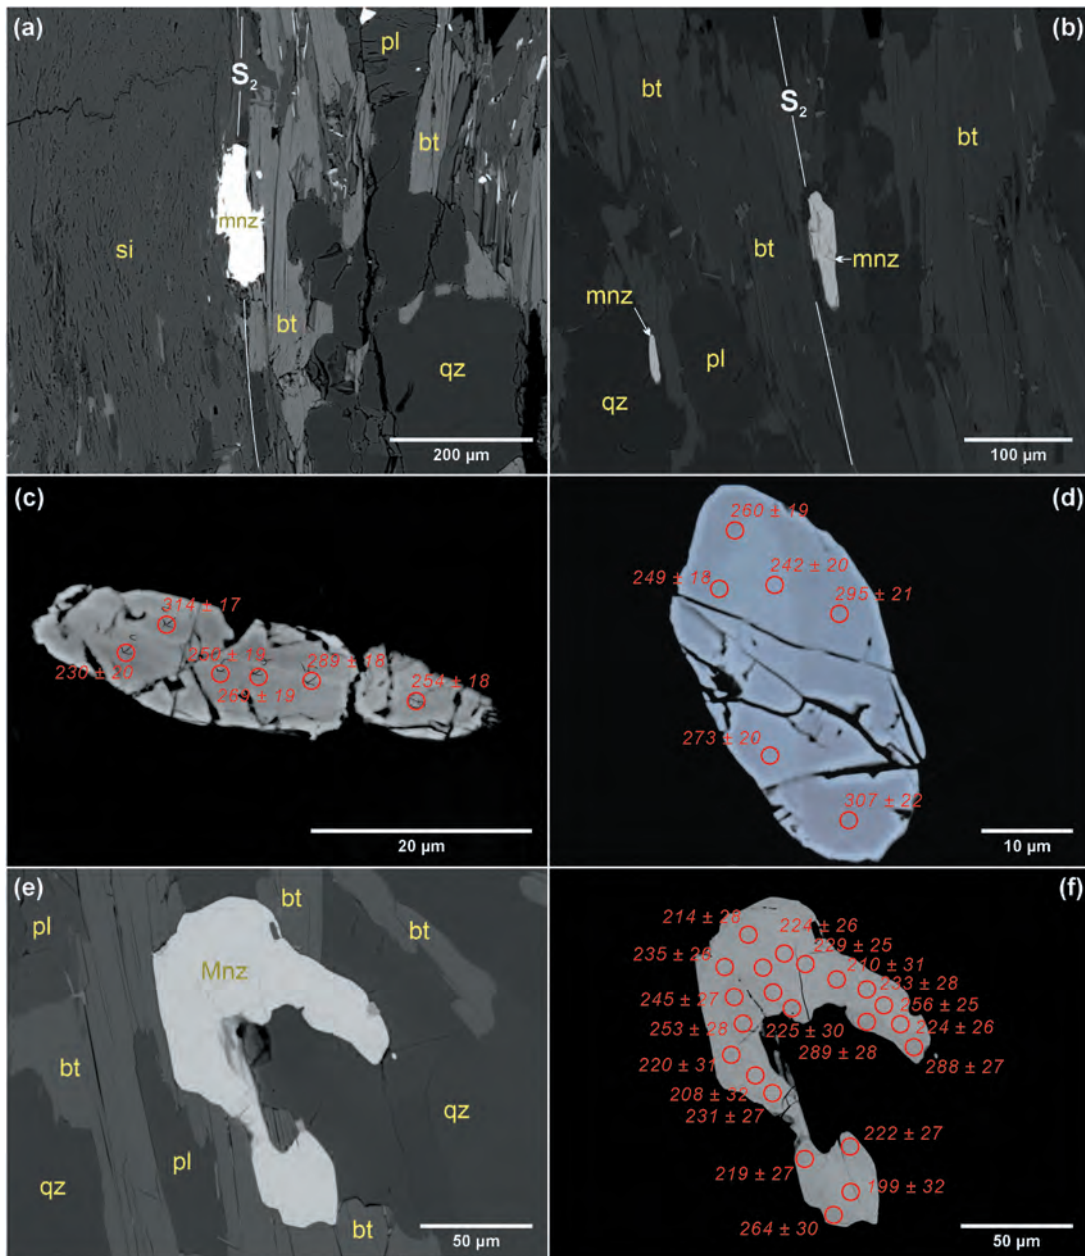 (a)
S2
pl
bt
mnz
si
bt
qz
200 µm
(b)
bt
S2
bt
bt
mnz
mnz
pl
qz
100 µm
(c)
314 ± 17
230 ± 20
250 ± 19
269 ± 19
289 ± 18
254 ± 18
20 µm
(d)
260 ± 19
242 ± 20
249 ± 18
295 ± 21
273 ± 20
307 ± 22
10 µm
(e)
bt
pl
bt
Mnz
bt
qz
pl
qz
bt
50 µm
(f)
214 ± 28
224 ± 26
229 ± 25
235 ± 26
210 ± 31
233 ± 28
245 ± 27
256 ± 25
253 ± 28
225 ± 30
224 ± 26
289 ± 28
220 ± 31
288 ± 27
208 ± 32
231 ± 27
222 ± 27
219 ± 27
199 ± 32
264 ± 30
50 µm